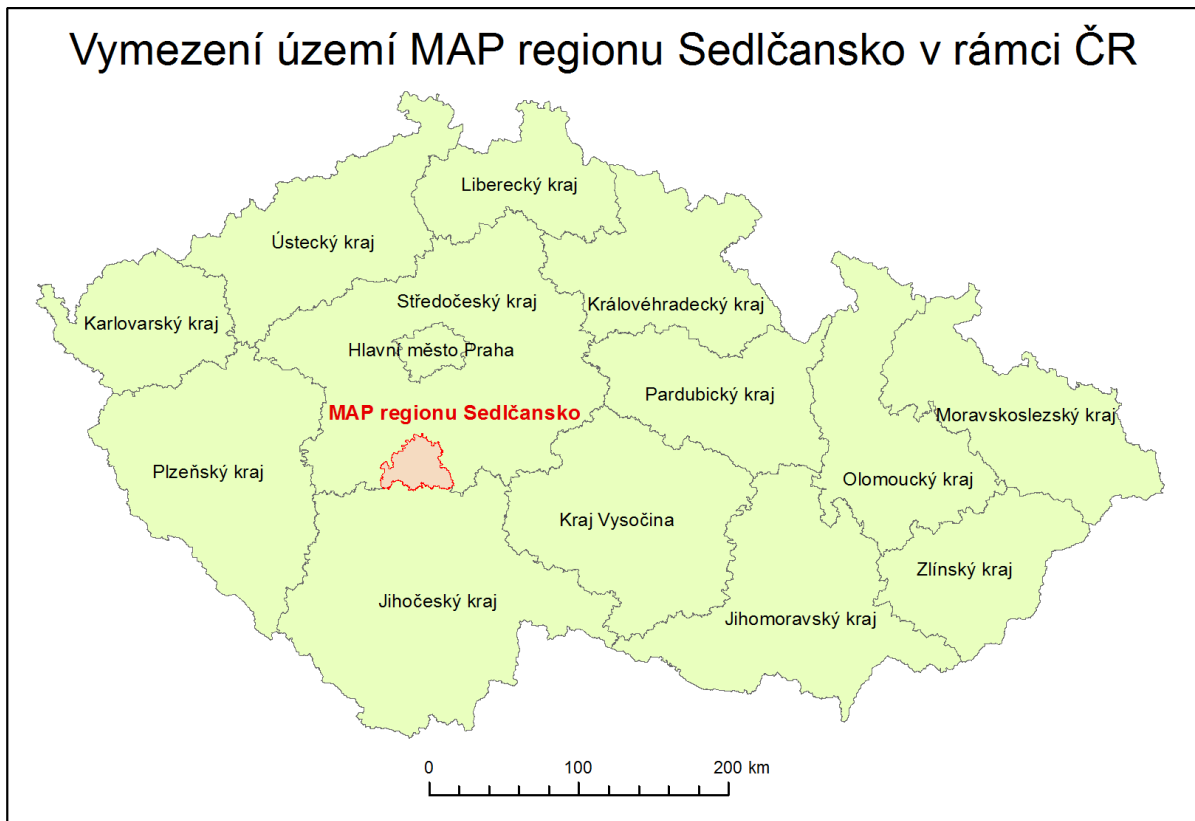 Vymezení území MAP regionu Sedlčansko v rámci ČR
Liberecký kraj
Ústecký kraj
Středočeský kraj
Královéhradecký kraj
Karlovarský kraj
Hlavní město Praha
Pardubický kraj
MAP regionu Sedlčansko
Moravskoslezský kraj
Plzeňský kraj
Olomoucký kraj
Kraj Vysočina
Zlínský kraj
Jihočeský kraj
Jihomoravský kraj
0 100 200 km